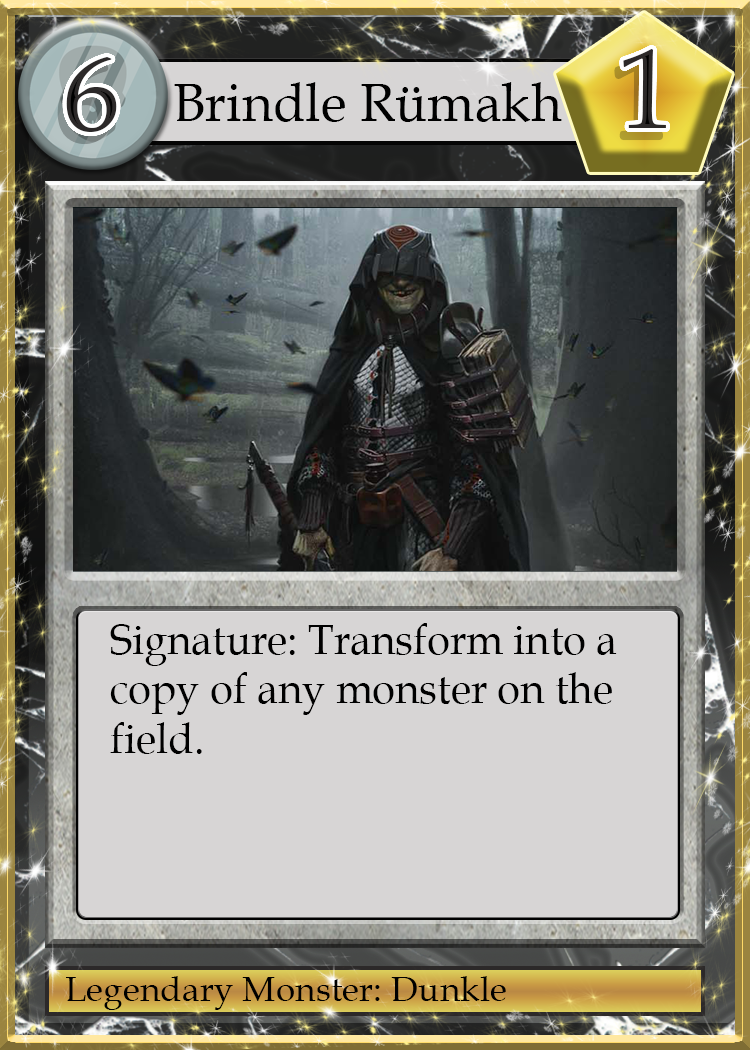 6
Brindle Rümakh
1
Signature: Transform into a
copy of any monster on the
field.
Legendary Monster: Dunkle